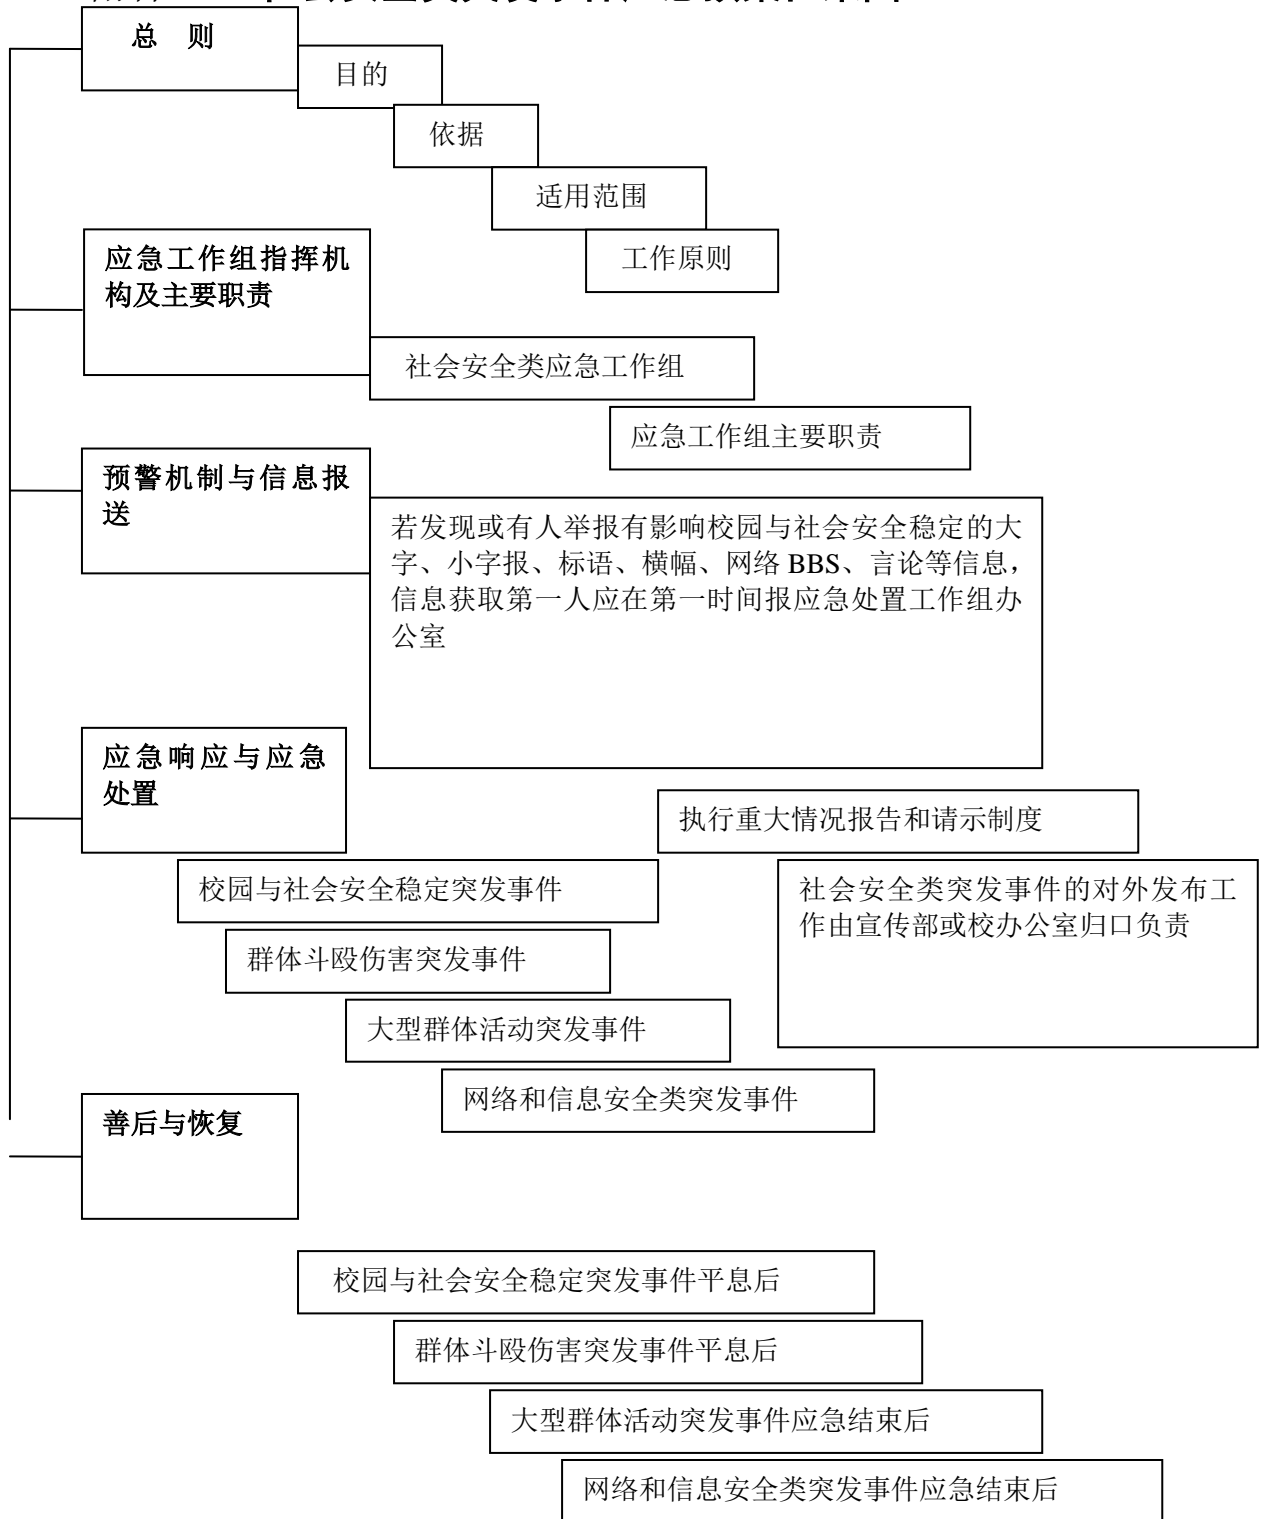 总 则
目的
依据
适用范围
工作原则
应急工作组指挥机
构及主要职责
社会安全类应急工作组
应急工作组主要职责
预警机制与信息报
送
若发现或有人举报有影响校园与社会安全稳定的大
字、小字报、标语、横幅、网络 BBS、言论等信息，
信息获取第一人应在第一时间报应急处置工作组办
公室
应急响应与应急
处置
执行重大情况报告和请示制度
校园与社会安全稳定突发事件
社会安全类突发事件的对外发布工
作由宣传部或校办公室归口负责
群体斗殴伤害突发事件
大型群体活动突发事件
网络和信息安全类突发事件
善后与恢复
校园与社会安全稳定突发事件平息后
群体斗殴伤害突发事件平息后
大型群体活动突发事件应急结束后
网络和信息安全类突发事件应急结束后